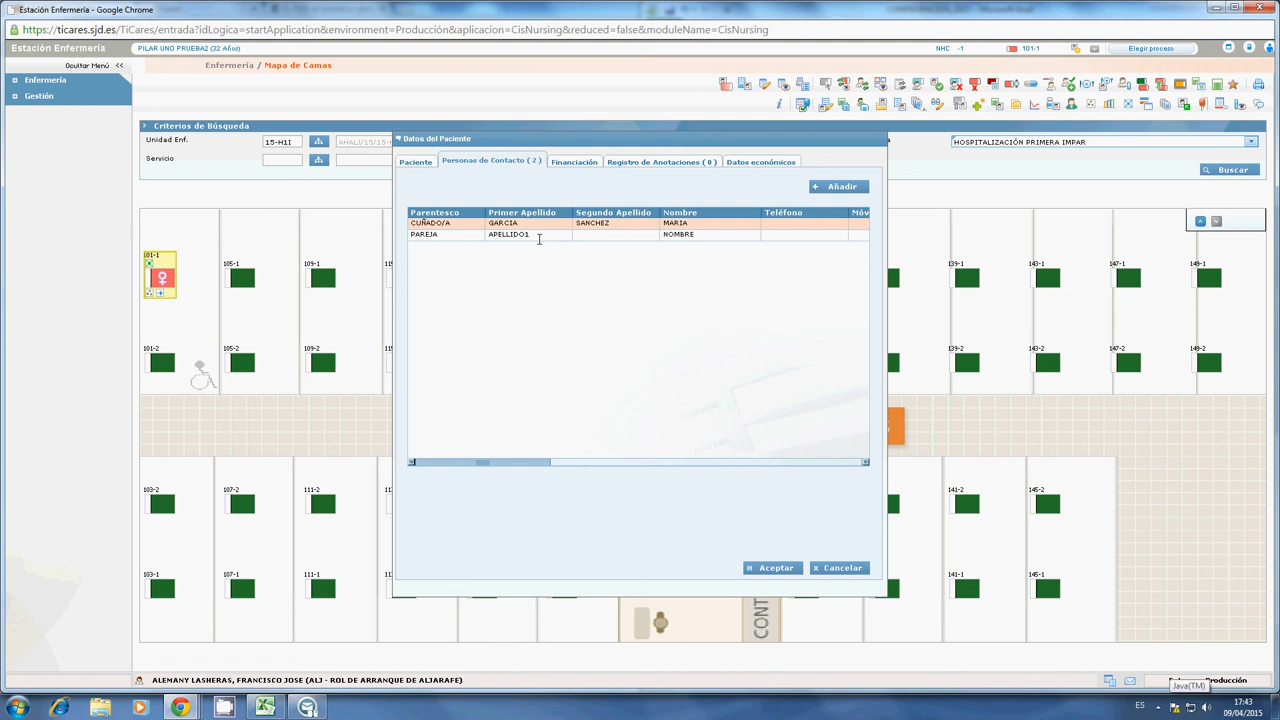 Estación Enfermería - Google Chrome
https://ticares.sjd.es/TiCares/entrada?idLogica=startApplication&environment=Producción&aplicacion=CisNursing&reduced=false&moduleName=CisNursing
Estación Enfermería
PILAR UNO PRUEBA2 (32 Años)
NHC -1
101-1
Elegir proceso
Ocultar Menú <<
Enfermería / Mapa de Camas
Enfermería
Gestión
Criterios de Búsqueda
Unidad Enf.
15-H1I
AHALJ/15/15-H
HOSPITALIZACIÓN PRIMERA IMPAR
Servicio
Buscar
Datos del Paciente
Paciente
Personas de Contacto ( 2 )
Financiación
Registro de Anotaciones ( 0 )
Datos económicos
+ Añadir
Parentesco Primer Apellido Segundo Apellido Nombre Teléfono Móv
CUÑADO/A GARCIA SANCHEZ MARIA
PAREJA APELLIDO1 NOMBRE
101-1
105-1
109-1
139-1
143-1
147-1
149-1
101-2
105-2
109-2
139-2
143-2
147-2
149-2
103-2
107-2
111-2
141-2
145-2
103-1
107-1
111-1
141-1
145-1
Aceptar
x Cancelar
CONT
ALEMANY LASHERAS, FRANCISCO JOSE (ALJ - ROL DE ARRANQUE DE ALJARAFE)
Producción
Java(TM)
ES
17:43
09/04/2015